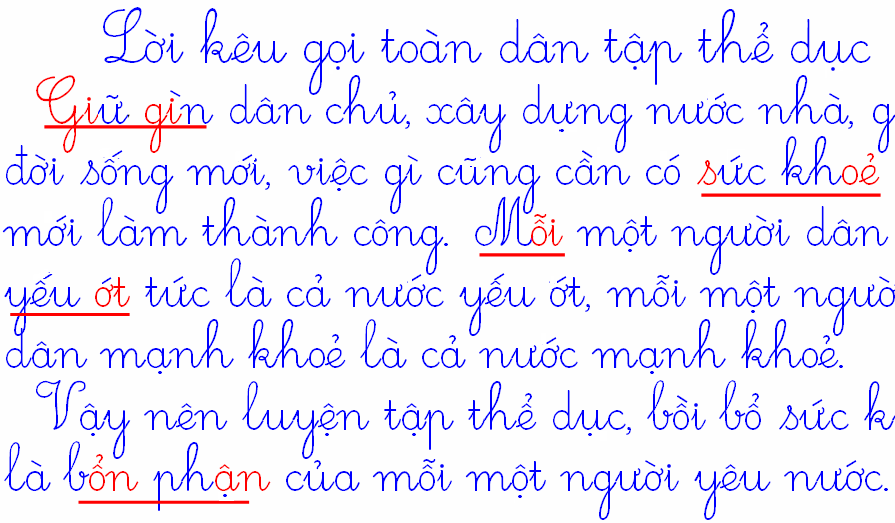 Lời kêu gọi toàn dân tập thể dục
Giữ gìn dân chủ, xây dựng nước nhà, g
đời sống mới, việc gì cũng cần có sức khoẻ
mới làm thành công. Mỗi một người dân
yếu ớt tức là cả nước yếu ớt, mỗi một ngườ
dân mạnh khoẻ là cả nước mạnh khoẻ.
Vậy nên luyện tập thể dục, bồi bổ sức k
là bổn phận của mỗi một người yêu nước.